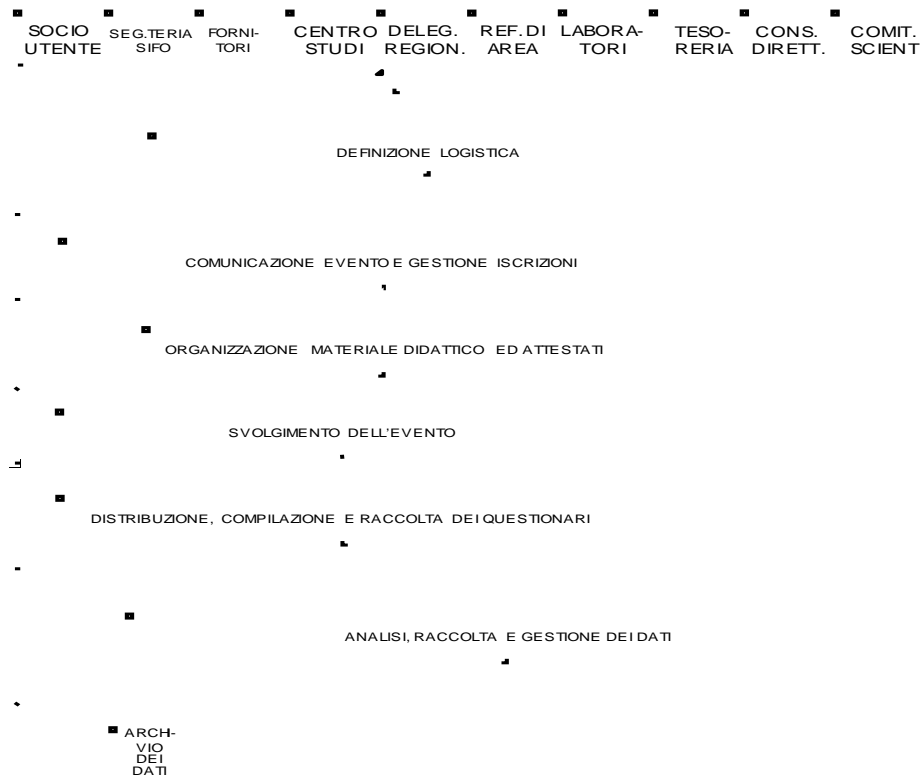 SOCIO UTENTE
SEG.TERIA SIFO
FORNI-TORI
CENTRO STUDI
DELEG. REGION.
REF. DI AREA
LABORA-TORI
TESO-RERIA
CONS. DIRETT.
COMIT. SCIENT
DEFINIZIONE LOGISTICA
COMUNICAZIONE EVENTO E GESTIONE ISCRIZIONI
ORGANIZZAZIONE MATERIALE DIDATTICO ED ATTESTATI
SVOLGIMENTO DELL'EVENTO
DISTRIBUZIONE, COMPILAZIONE E RACCOLTA DEI QUESTIONARI
ANALISI, RACCOLTA E GESTIONE DEI DATI
ARCH-
VIO
DEI
DATI